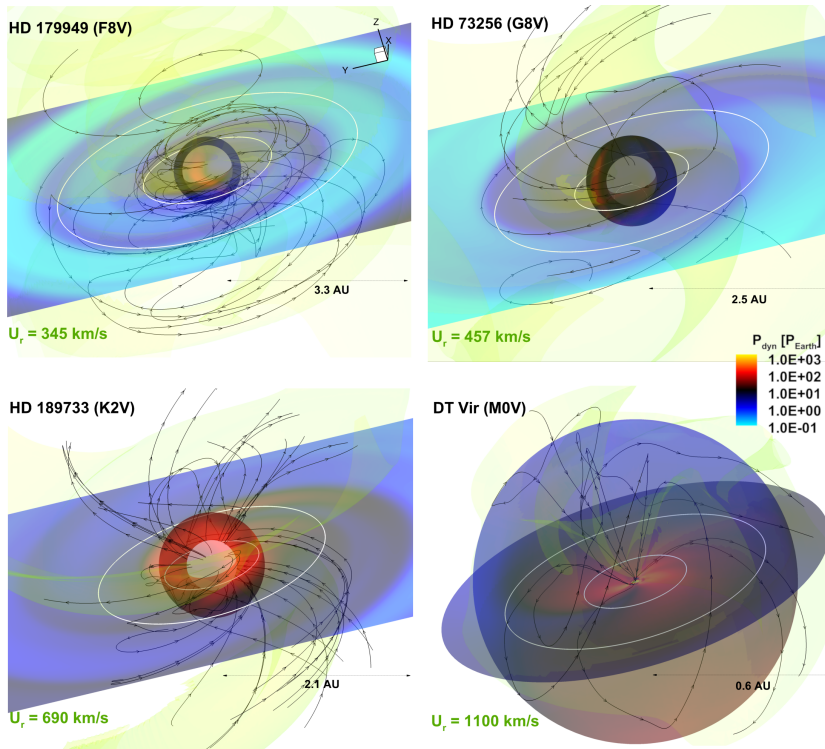 HD 179949 (F8V)
Z
X
Y
3.3 AU
U_r = 345 km/s
HD 73256 (G8V)
2.5 AU
U_r = 457 km/s
P_dyn [P_Earth]
1.0E+03
1.0E+02
1.0E+01
1.0E+00
1.0E-01
HD 189733 (K2V)
2.1 AU
U_r = 690 km/s
DT Vir (M0V)
0.6 AU
U_r = 1100 km/s